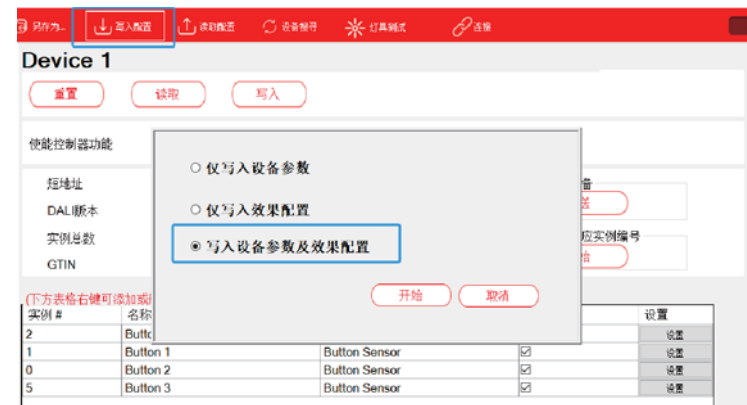 另存为... 写入配置 读取配置 设备搜寻 灯具测试 连接
Device 1
重置 读取 写入
使能控制器功能
仅写入设备参数
短地址
DALI版本 仅写入效果配置
实例总数 写入设备参数及效果配置 应实例编号
GTIN
开始 取消
(下方表格右键可添加或
实例 # 名称 设置
2 Butto 设置
1 Button 1 Button Sensor 设置
0 Button 2 Button Sensor 设置
5 Button 3 Button Sensor 设置